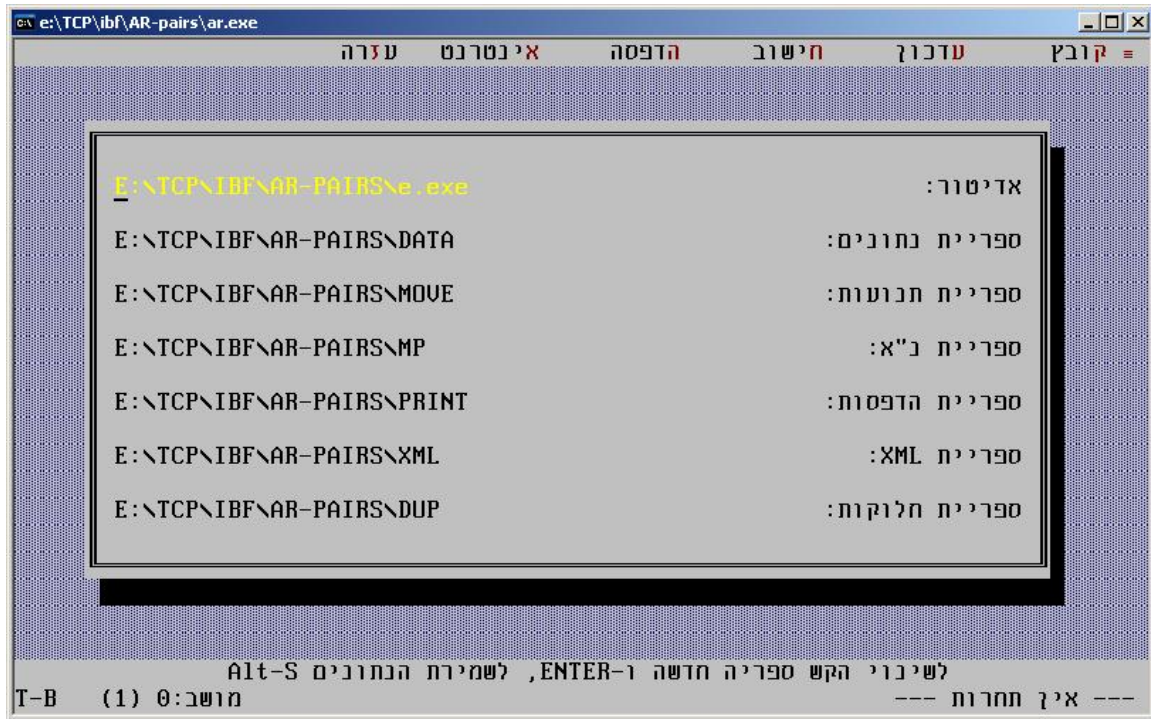 e:\TCP\ibf\AR-pairs\ar.exe
≡ קובץ עדכון חישוב הדפסה אינטרנט עזרה
אדיטור: E:\TCP\IBF\AR-PAIRS\e.exe
ספריית נתונים: E:\TCP\IBF\AR-PAIRS\DATA
ספריית תנועות: E:\TCP\IBF\AR-PAIRS\MOVE
ספריית נ"א: E:\TCP\IBF\AR-PAIRS\MP
ספריית הדפסות: E:\TCP\IBF\AR-PAIRS\PRINT
ספריית XML: E:\TCP\IBF\AR-PAIRS\XML
ספריית חלוקות: E:\TCP\IBF\AR-PAIRS\DUP
לשינוי הקש ספריה חדשה ו-ENTER, לשמירת הנתונים Alt-S
--- אין תחרות --- מושב:0 (1) T-B